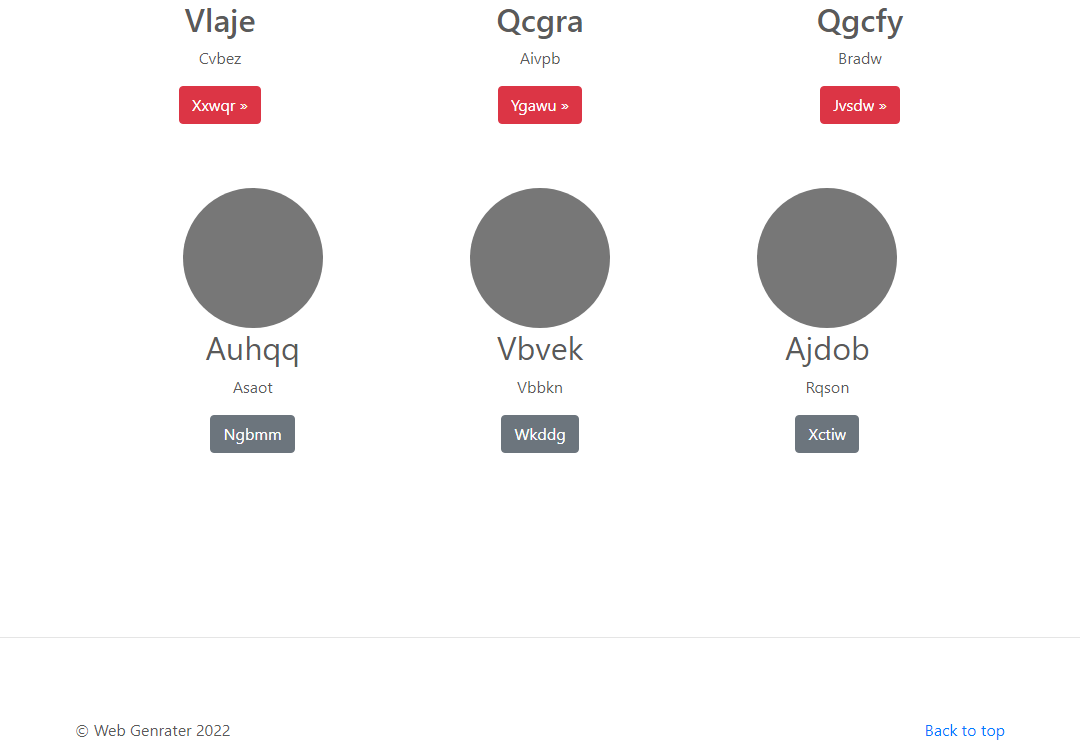 Vlaje
Qcgra
Qgcfy
Cvbez
Aivpb
Bradw
Xxwqr »
Ygawu »
Jvsdw »
Auhqq
Vbvek
Ajdob
Asaot
Vbbkn
Rqson
Ngbmm
Wkddg
Xctiw
© Web Genrater 2022
Back to top